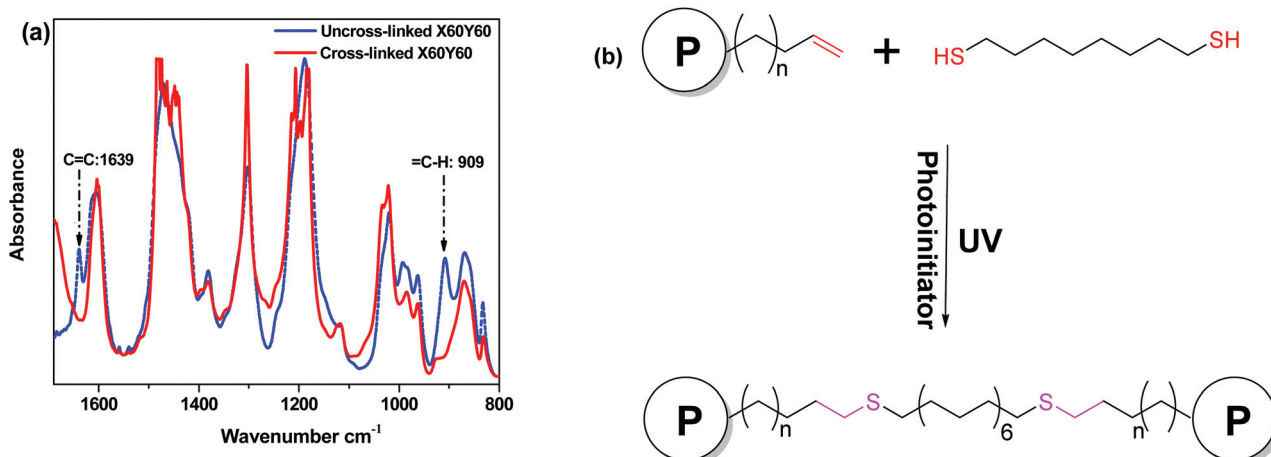 (a)
Uncross-linked X60Y60
Cross-linked X60Y60
C=C:1639
=C-H: 909
Absorbance
1600
1400
1200
1000
800
Wavenumber cm⁻¹
(b)
P
n
+
HS
SH
Photoinitiator
UV
P
n
S
6
S
n
P